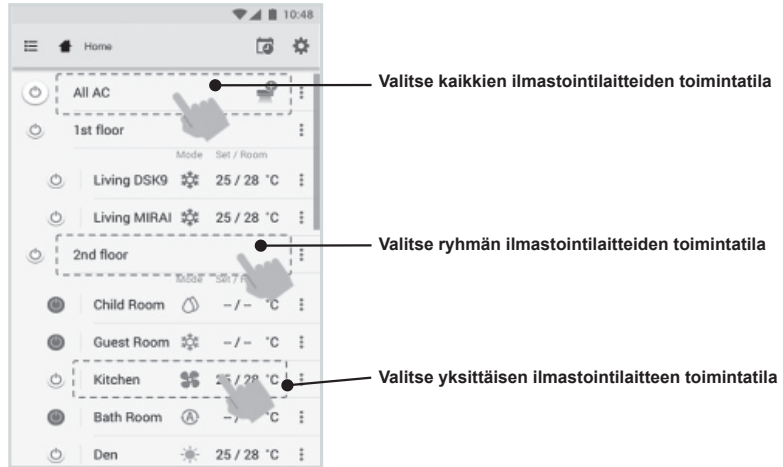 10:48
Home
All AC
Valitse kaikkien ilmastointilaitteiden toimintatila
1st floor
Mode Set / Room
Living DSK9 25 / 28 °C
Living MIRAI 25 / 28 °C
2nd floor
Valitse ryhmän ilmastointilaitteiden toimintatila
Mode Set /
Child Room – / – °C
Guest Room – / – °C
Kitchen / 28 °C
Valitse yksittäisen ilmastointilaitteen toimintatila
Bath Room A – / °C
Den 25 / 28 °C